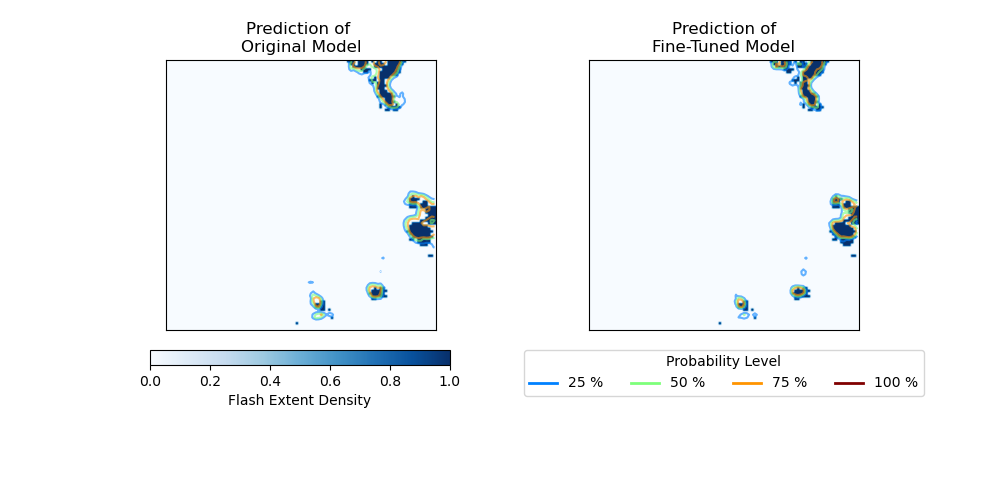 Prediction of
Original Model
Prediction of
Fine-Tuned Model
0.0 0.2 0.4 0.6 0.8 1.0
Flash Extent Density
Probability Level
25 % 50 % 75 % 100 %